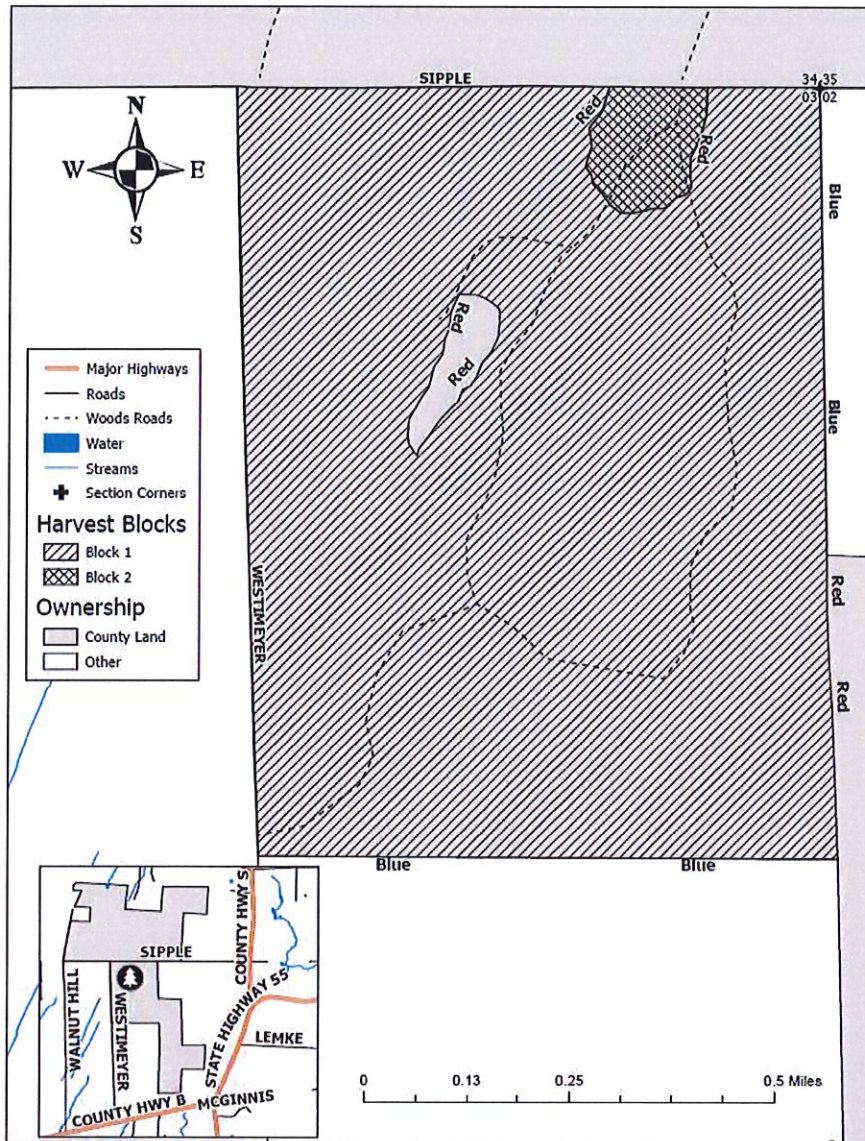 SIPPLE
34 35
03 02
N
W E
S
Red
Red
Blue
Red
Red
Blue
Major Highways
Roads
Woods Roads
Water
Streams
Section Corners
Harvest Blocks
Block 1
Block 2
Ownership
County Land
Other
WESTIMEYER
Red
Red
Blue
Blue
COUNTY HWY S
SIPPLE
WALNUT HILL
WESTIMEYER
STATE HIGHWAY 55
LEMKE
COUNTY HWY B
MCGINNIS
0 0.13 0.25 0.5 Miles